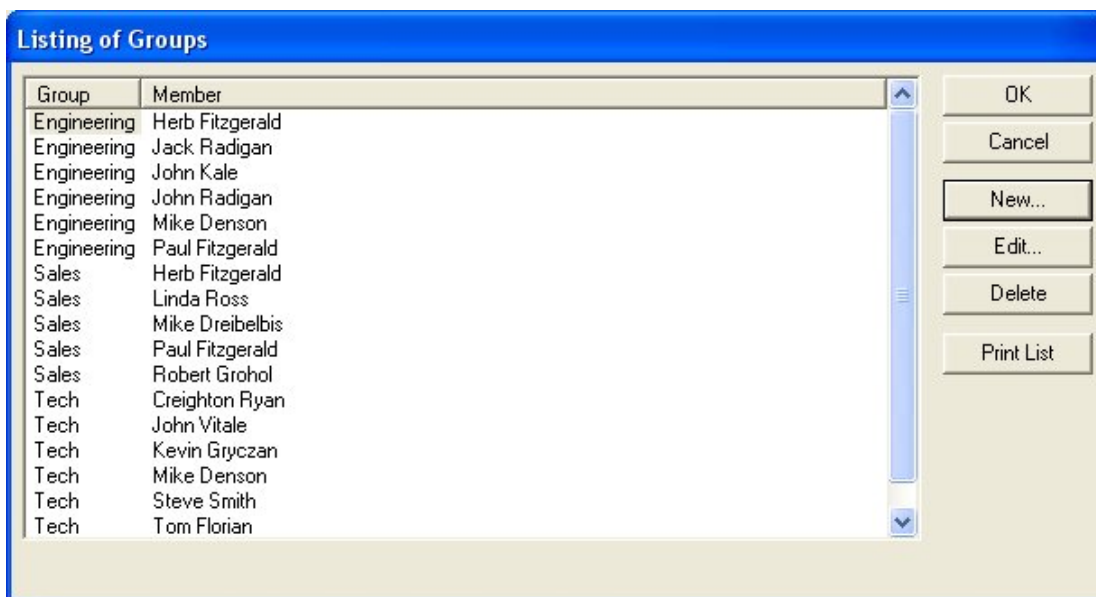 Listing of Groups
Group Member
Engineering Herb Fitzgerald
Engineering Jack Radigan
Engineering John Kale
Engineering John Radigan
Engineering Mike Denson
Engineering Paul Fitzgerald
Sales Herb Fitzgerald
Sales Linda Ross
Sales Mike Dreibelbis
Sales Paul Fitzgerald
Sales Robert Grohol
Tech Creighton Ryan
Tech John Vitale
Tech Kevin Gryczan
Tech Mike Denson
Tech Steve Smith
Tech Tom Florian
OK
Cancel
New...
Edit...
Delete
Print List